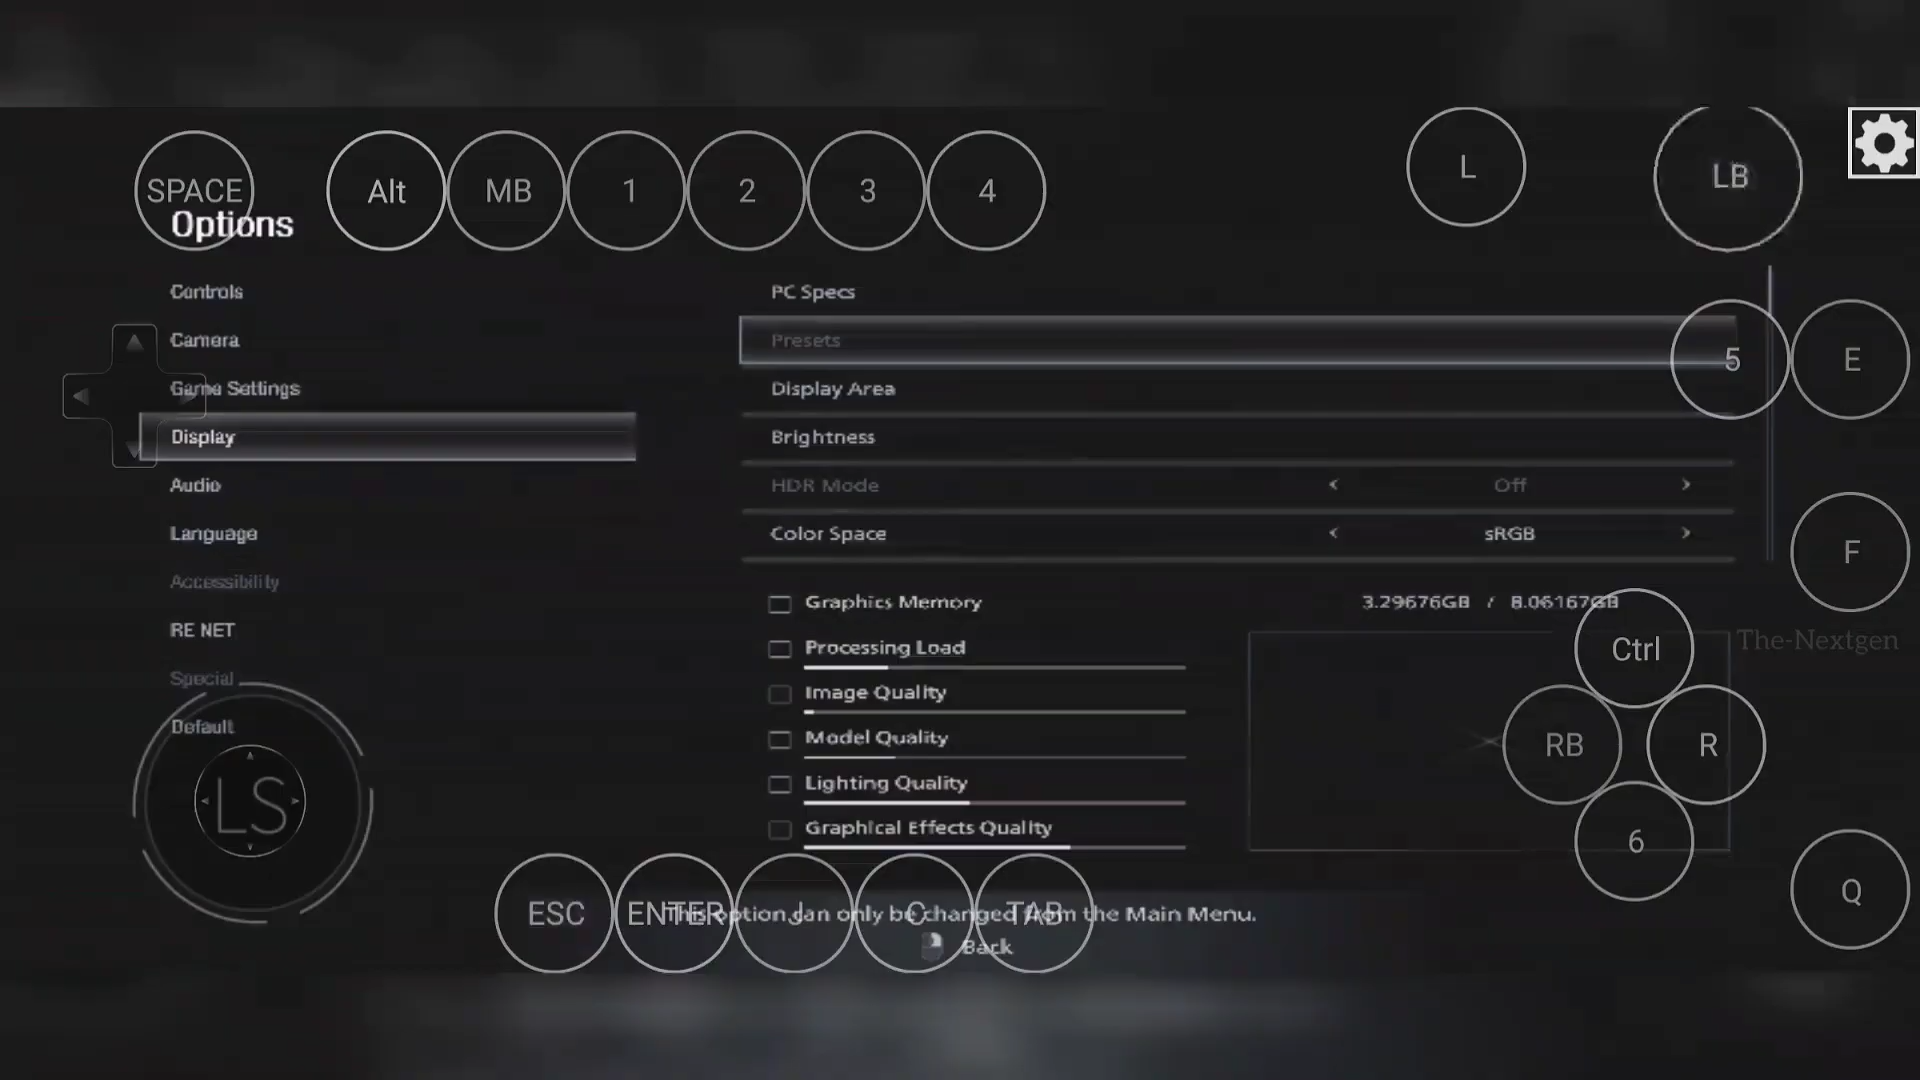 SPACE Alt MB 1 2 3 4 L LB
Options
Controls
Camera
Game Settings
Display
Audio
Language
Accessibility
RE NET
Special
Default
LS
PC Specs
Presets
Display Area
Brightness
HDR Mode < Off >
Color Space < sRGB >
Graphics Memory 3.29676GB / 8.06167GB
Processing Load
Image Quality
Model Quality
Lighting Quality
Graphical Effects Quality
5 E
F
The-Nextgen
Ctrl
RB R
6
Q
ESC ENTER J C TAB
This option can only be changed from the Main Menu.
Back